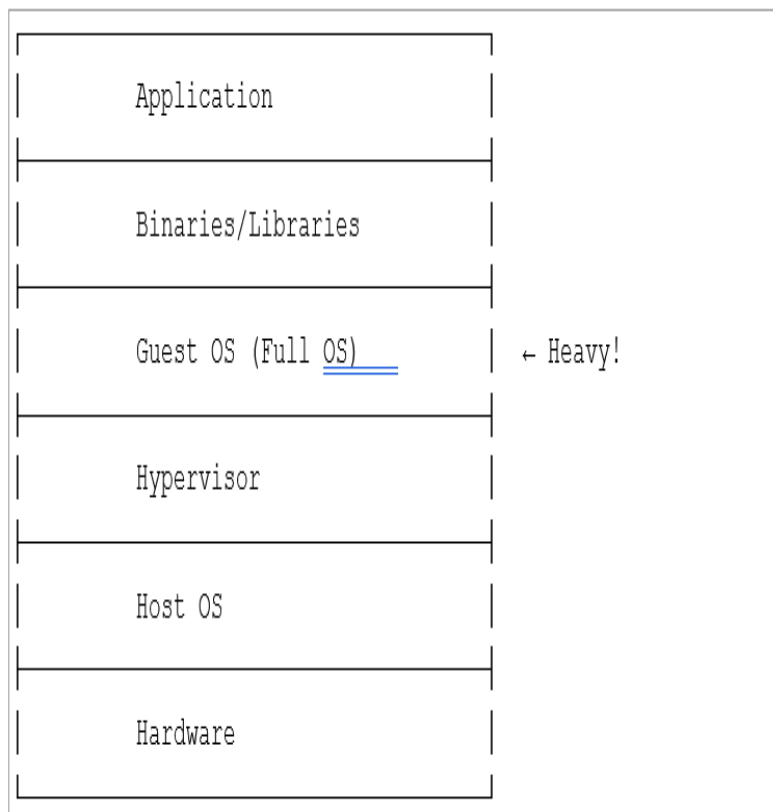 Application
Binaries/Libraries
Guest OS (Full OS) ← Heavy!
Hypervisor
Host OS
Hardware